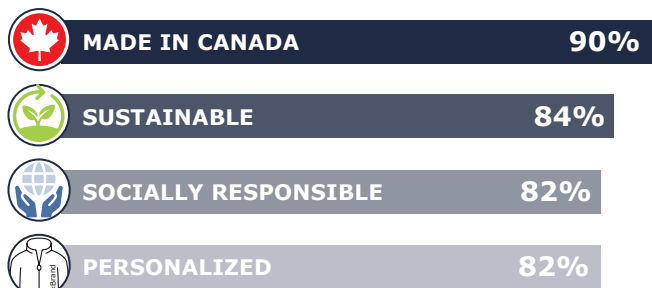 MADE IN CANADA 90%
SUSTAINABLE 84%
SOCIALLY RESPONSIBLE 82%
PERSONALIZED 82%